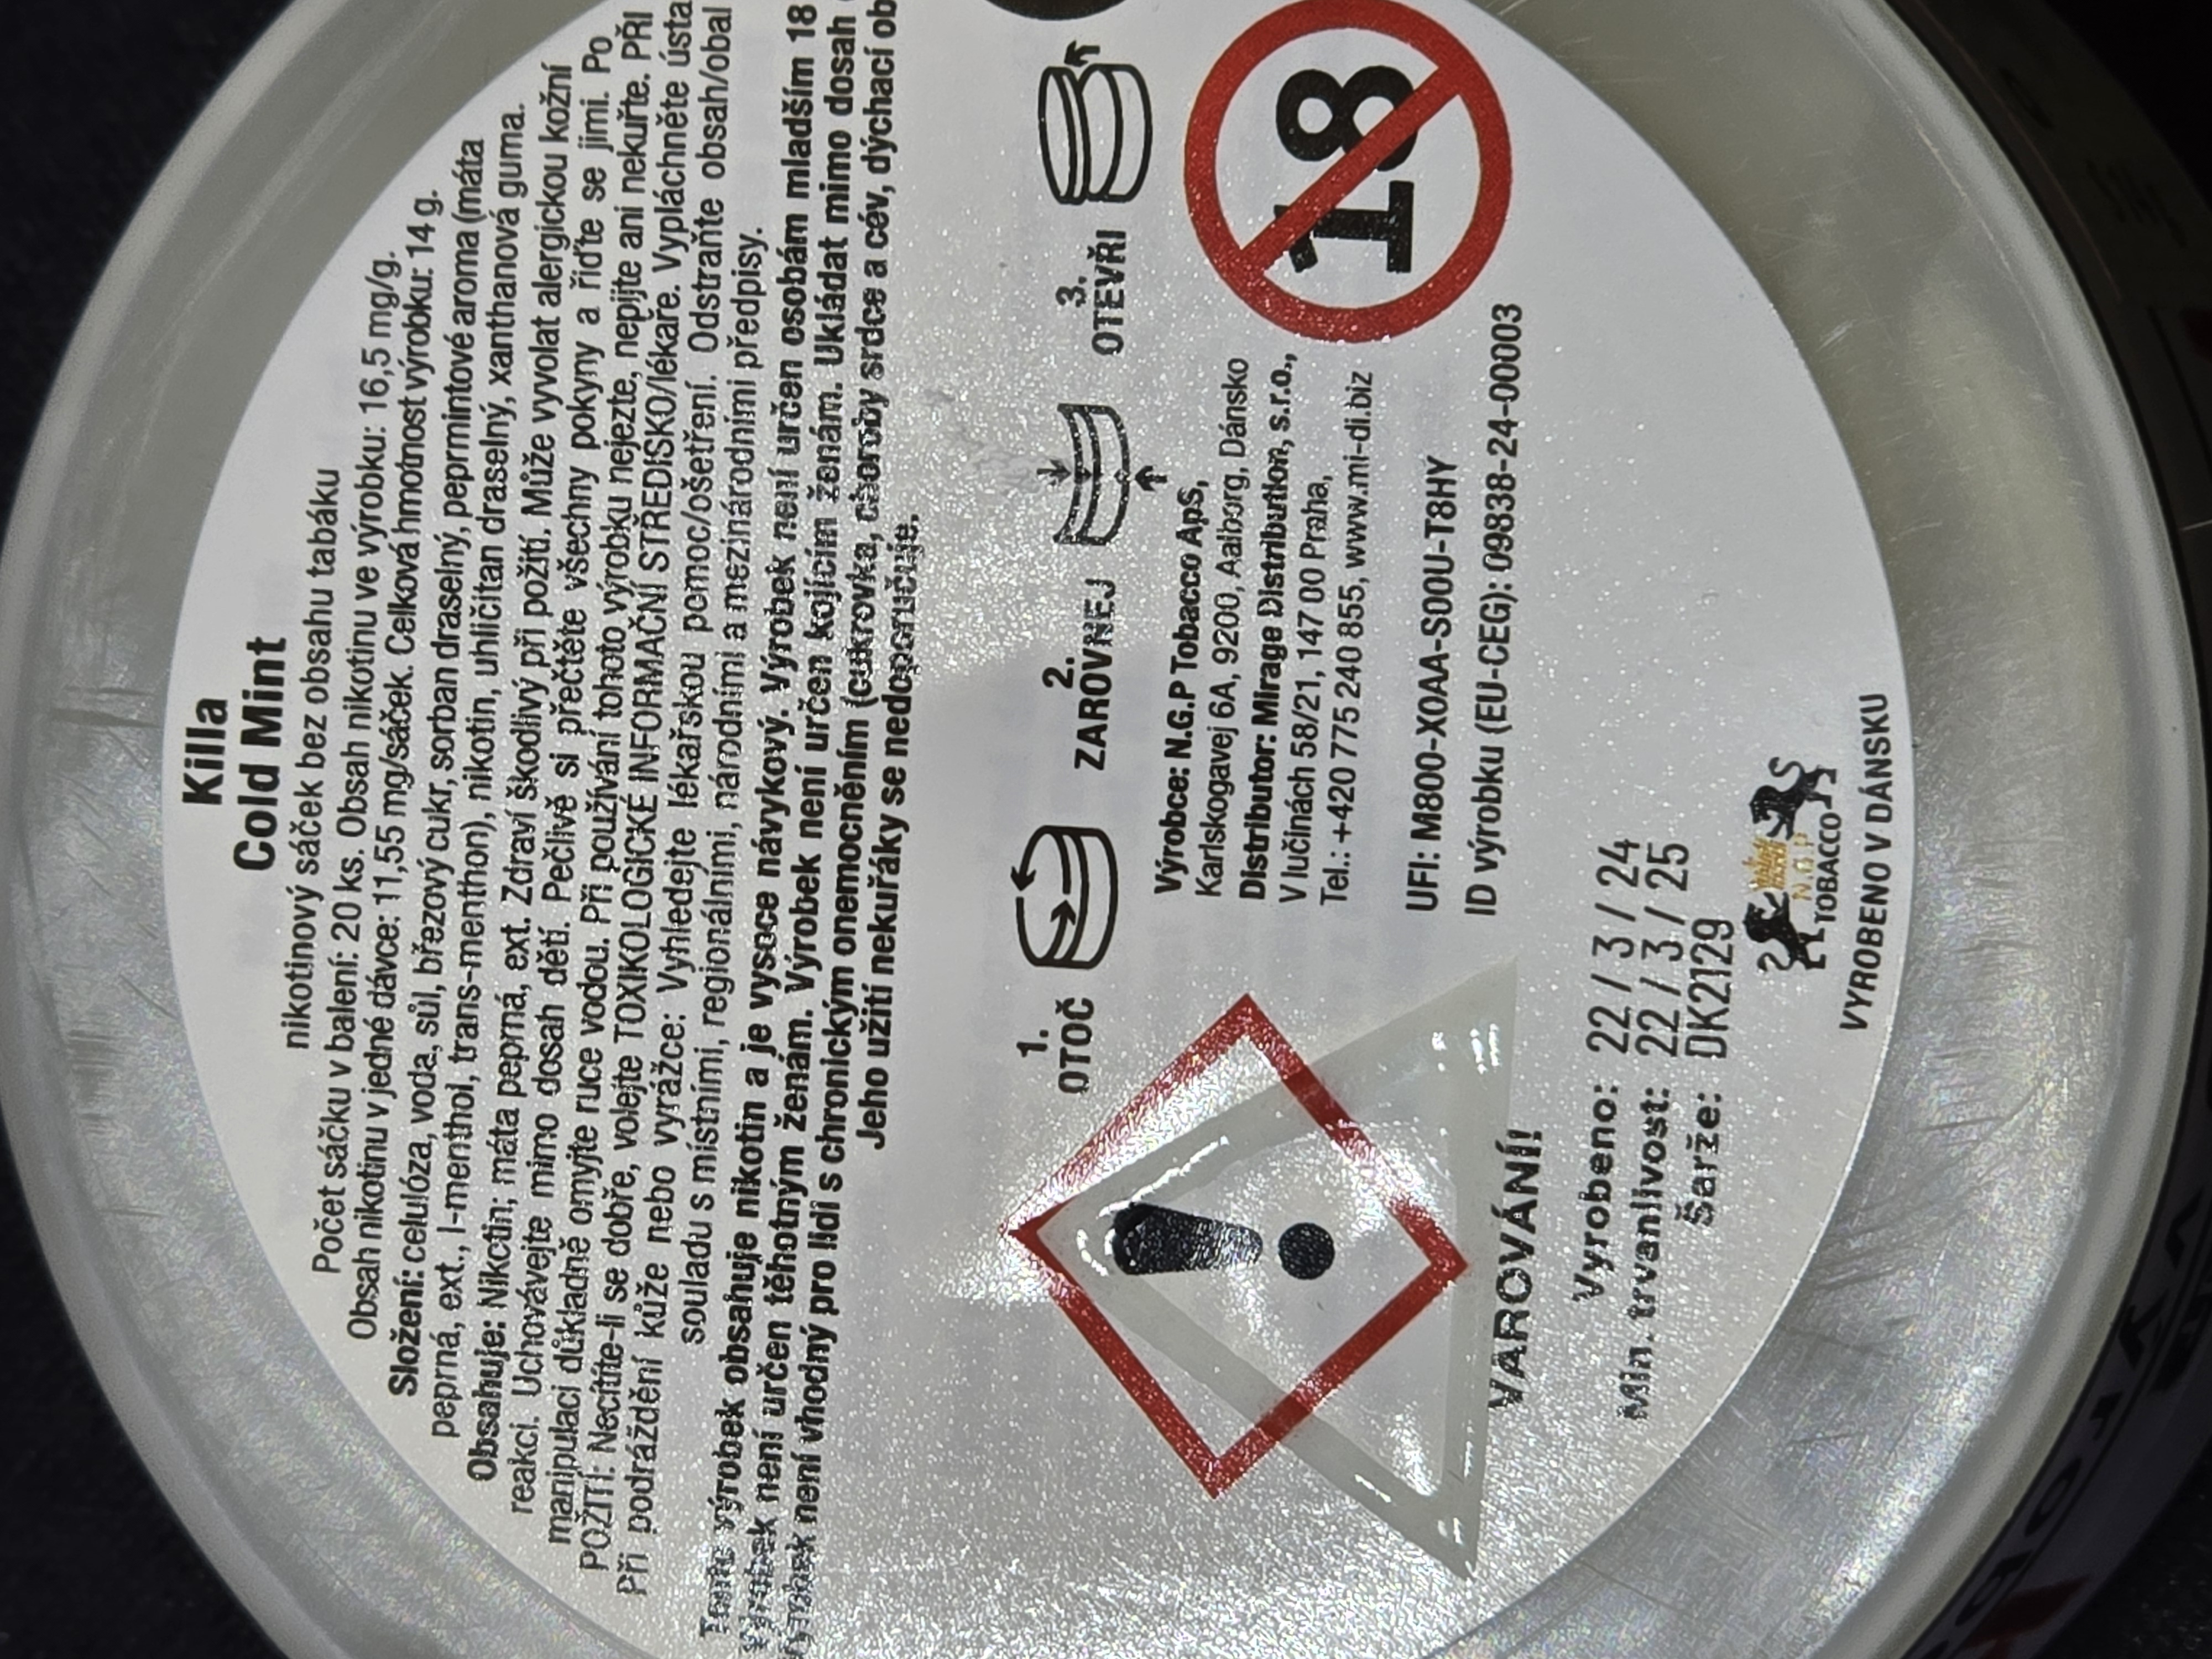 Killa
Cold Mint
nikotinový sáček bez obsahu tabáku
Počet sáčku v balení: 20 ks. Obsah nikotinu ve výrobku: 16,5 mg/g.
Obsah nikotinu v jedné dávce: 11,55 mg/sáček. Celková hmotnost výrobku: 14 g.
Složení: celulóza, voda, sůl, březový cukr, sorban draselný, peprmintové aroma (máta
peprná, ext., l-menthol, trans-menthon), nikotin, uhličitan draselný, xanthanová guma.
Obsahuje: Nikotin; máta peprná, ext. Zdraví škodlivý při požití. Může vyvolat alergickou kožní
reakci. Uchovávejte mimo dosah dětí. Pečlivě si přečtěte všechny pokyny a řiďte se jimi. Po
manipulaci důkladně omyjte ruce vodou. Při používání tohoto výrobku nejezte, nepijte ani nekuřte. PŘI
POŽITÍ: Necítíte-li se dobře, volejte TOXIKOLOGICKÉ INFORMAČNÍ STŘEDISKO/lékaře. Vypláchněte ústa
Při podráždění kůže nebo vyrážce: Vyhledejte lékařskou pomoc/ošetření. Odstraňte obsah/obal
souladu s místními, regionálními, národními a mezinárodními předpisy.
Tento výrobek obsahuje nikotin a je vysoce návykový. Výrobek není určen osobám mladším 18
Výrobek není určen těhotným ženám. Výrobek není určen kojícím ženám. Ukládat mimo dosah
Výrobek není vhodný pro lidi s chronickým onemocněním (cukrovka, choroby srdce a cév, dýchací ob
Jeho užití nekuřáky se nedoporučuje.
1.
OTOČ
2.
ZAROVNEJ
3.
OTEVŘI
Výrobce: N.G.P Tobacco Aps,
Karlskogavej 6A, 9200, Aalborg, Dánsko
Distributor: Mirage Distribution, s.r.o.,
V lučinách 58/21, 147 00 Praha,
Tel.: +420 775 240 855, www.mi-di.biz
18
UFI: M800-X0AA-S00U-T8HY
ID výrobku (EU-CEG): 09838-24-00003
VAROVÁNÍ!
Vyrobeno: 22 / 3 / 24
Min. trvanlivost: 22 / 3 / 25
Šarže: DK2129
N.G.P
TOBACCO
VYROBENO V DÁNSKU